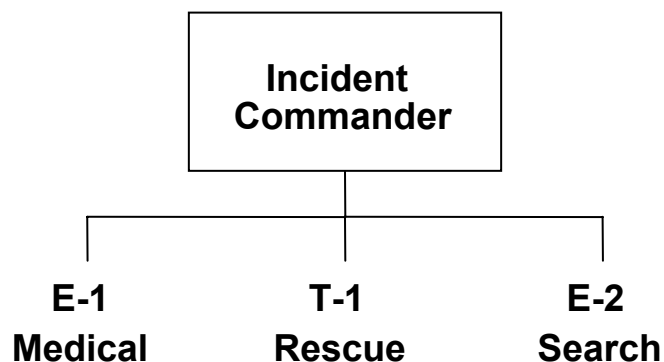 Incident
Commander
E-1 T-1 E-2
Medical Rescue Search